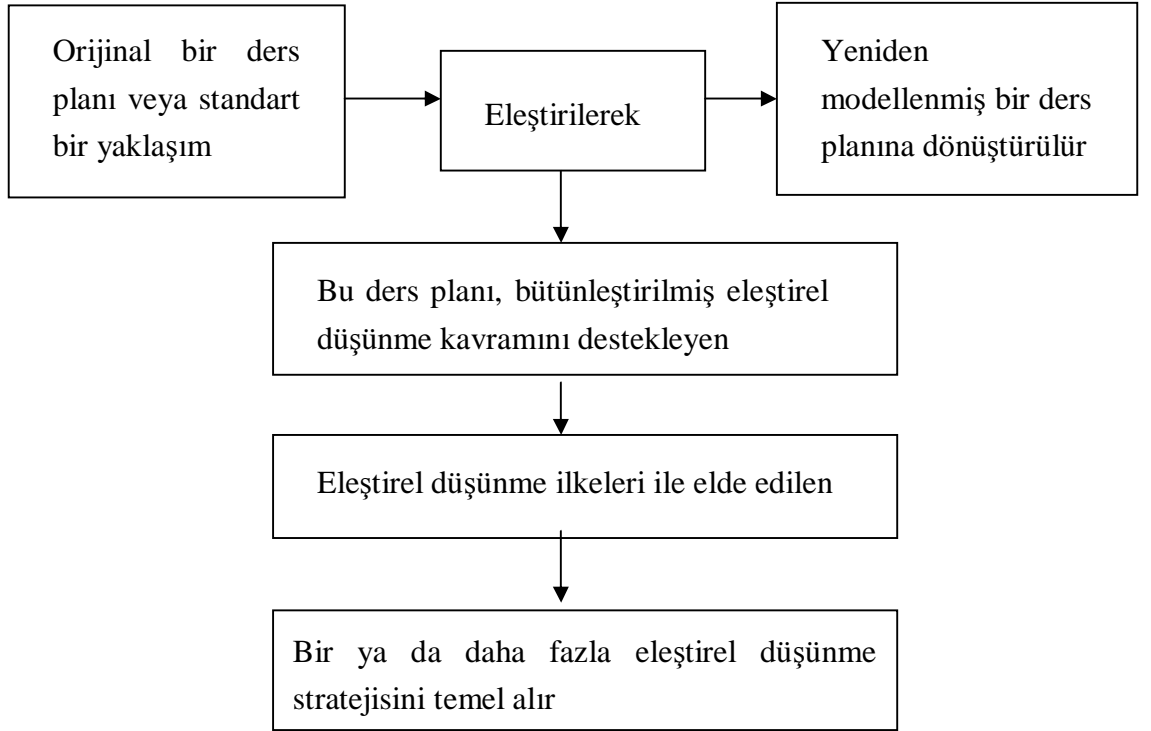 Orijinal bir ders
planı veya standart
bir yaklaşım
Eleştirilerek
Yeniden
modellenmiş bir ders
planına dönüştürülür
Bu ders planı, bütünleştirilmiş eleştirel
düşünme kavramını destekleyen
Eleştirel düşünme ilkeleri ile elde edilen
Bir ya da daha fazla eleştirel düşünme
stratejisini temel alır